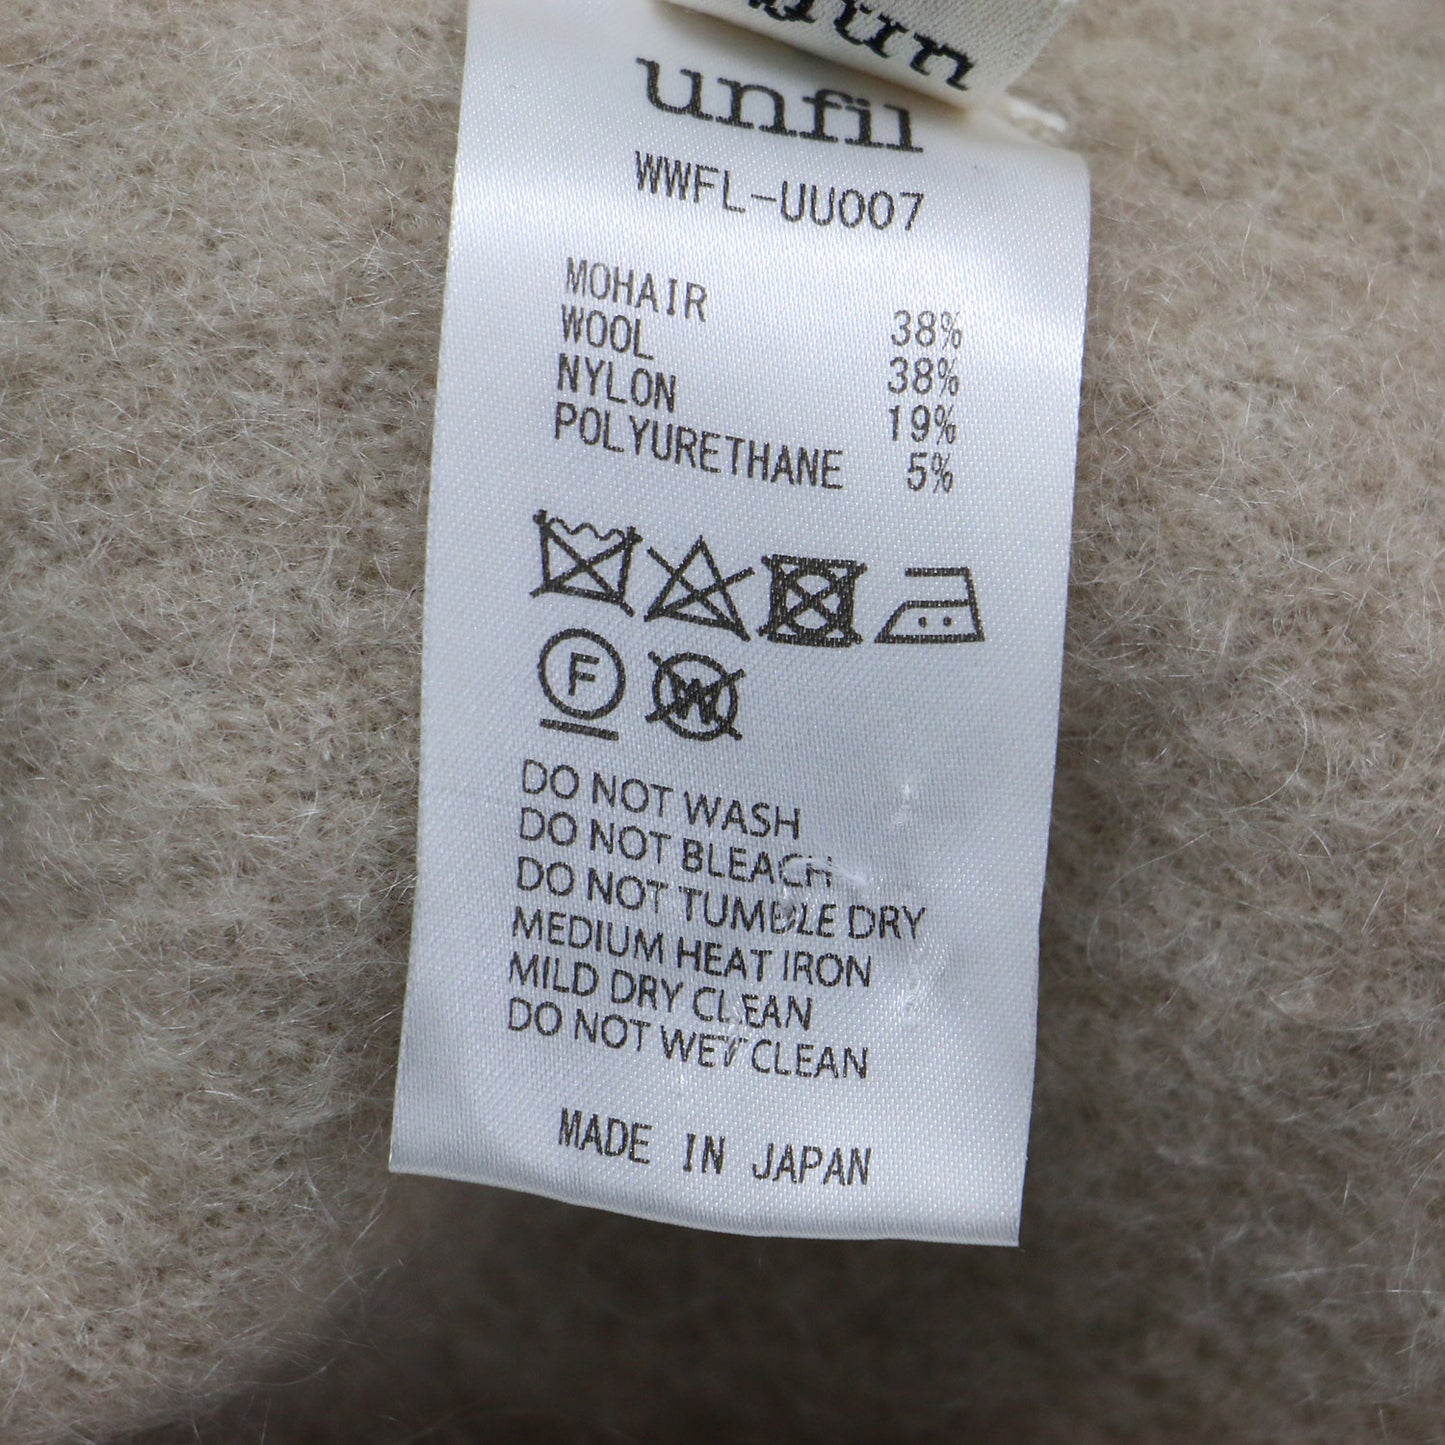 unfil
WWFL-UU007
MOHAIR 38%
WOOL 38%
NYLON 19%
POLYURETHANE 5%
F
W
DO NOT WASH
DO NOT BLEACH
DO NOT TUMBLE DRY
MEDIUM HEAT IRON
MILD DRY CLEAN
DO NOT WET CLEAN
MADE IN JAPAN